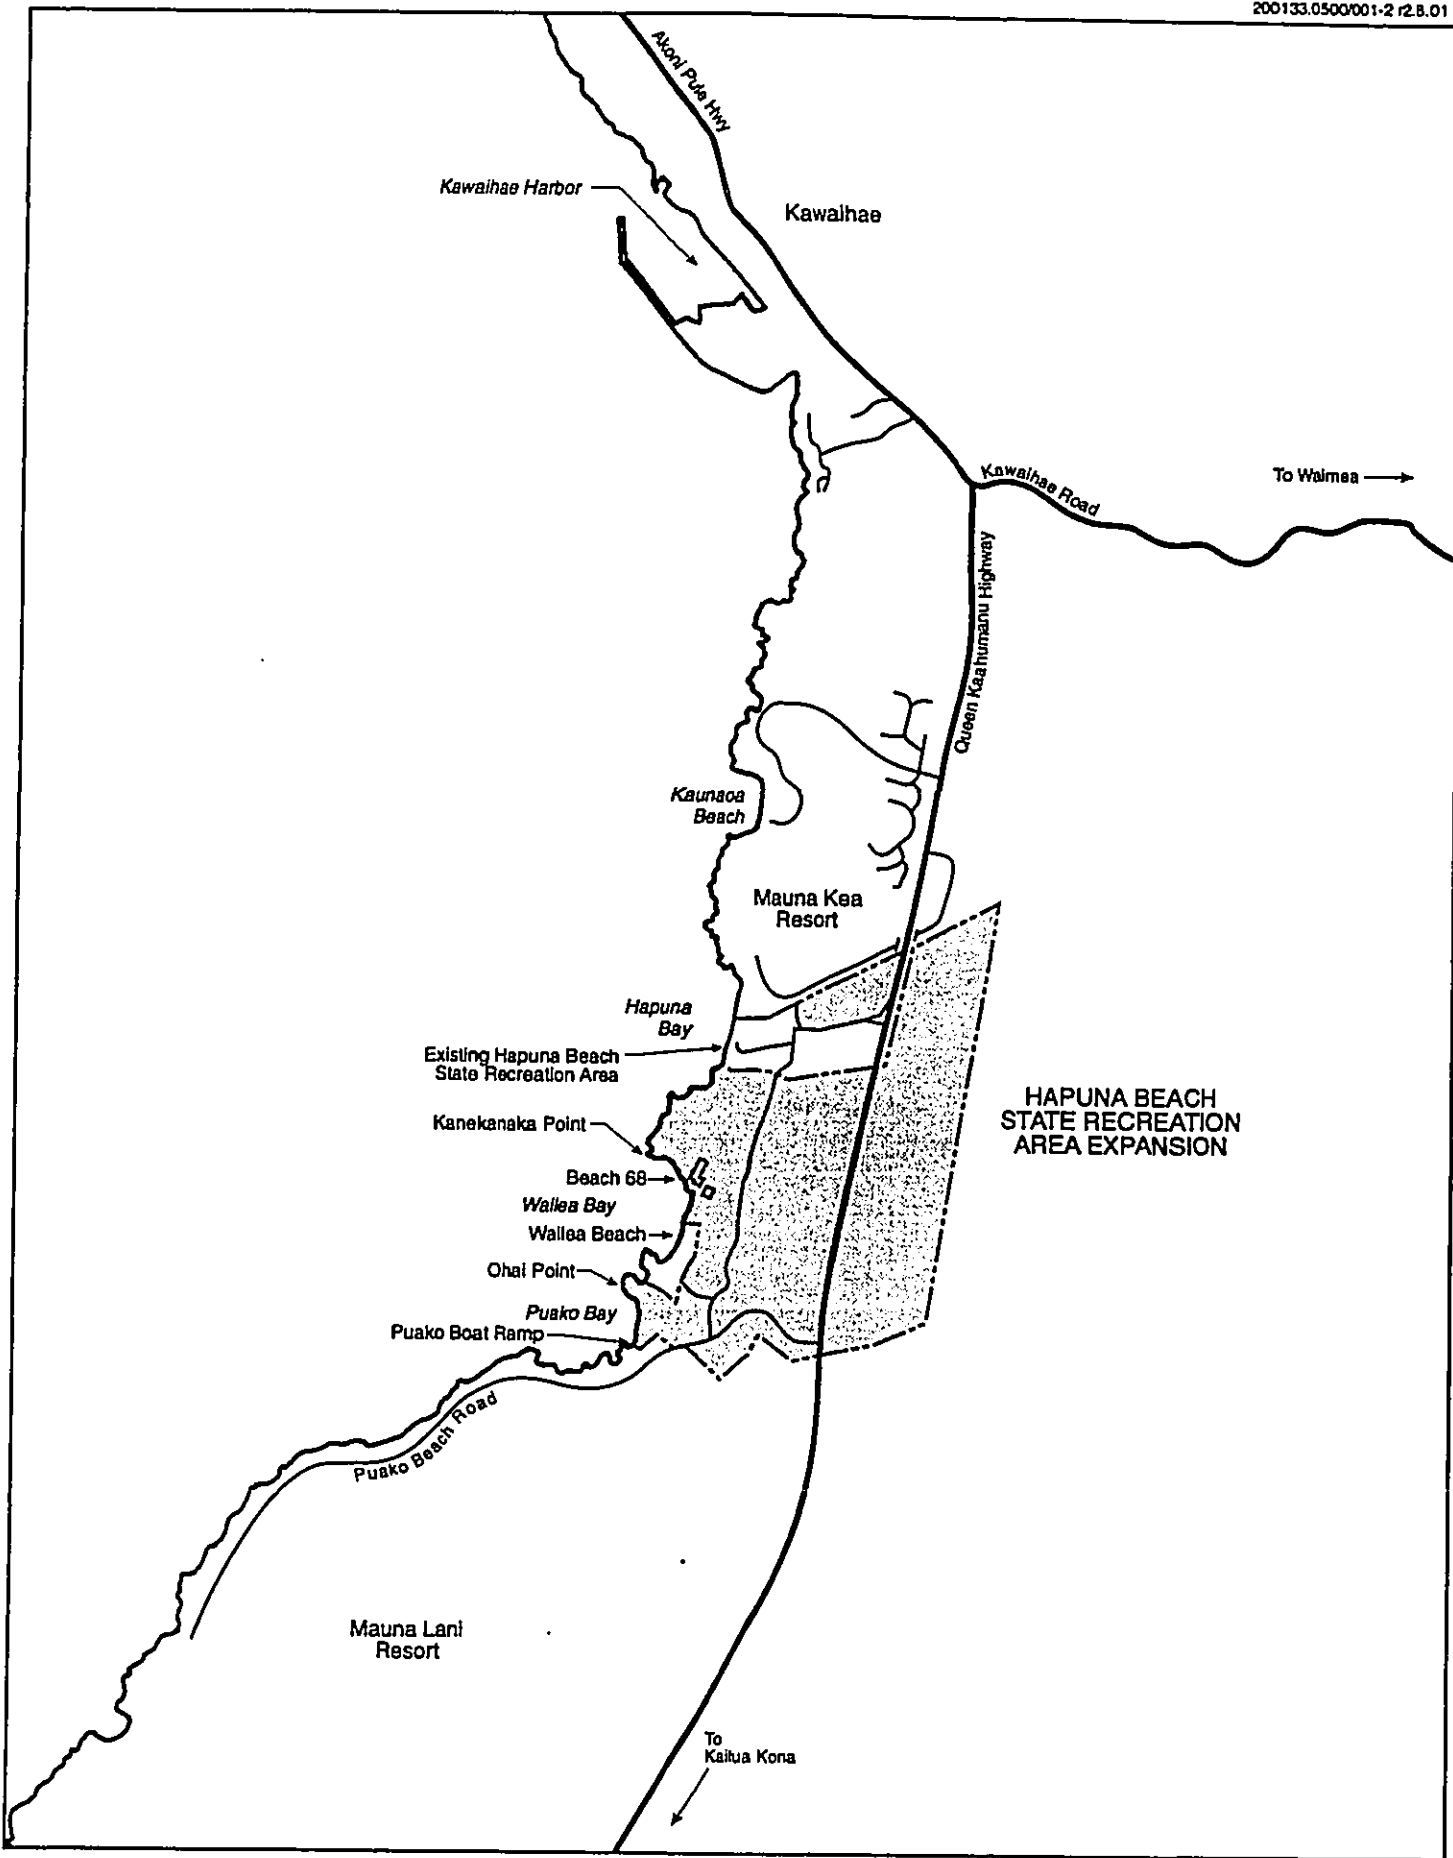 200133.0500/001-2 r2.8.01
Akoni Pule Hwy
Kawaihae Harbor
Kawaihae
Kawaihae Road
To Waimea
Queen Kaahumanu Highway
Kaunaoa
Beach
Mauna Kea
Resort
Hapuna
Bay
Existing Hapuna Beach
State Recreation Area
HAPUNA BEACH
STATE RECREATION
AREA EXPANSION
Kanekanaka Point
Beach 68
Wailea Bay
Wailea Beach
Ohai Point
Puako Bay
Puako Boat Ramp
Puako Beach Road
Mauna Lani
Resort
To
Kailua Kona